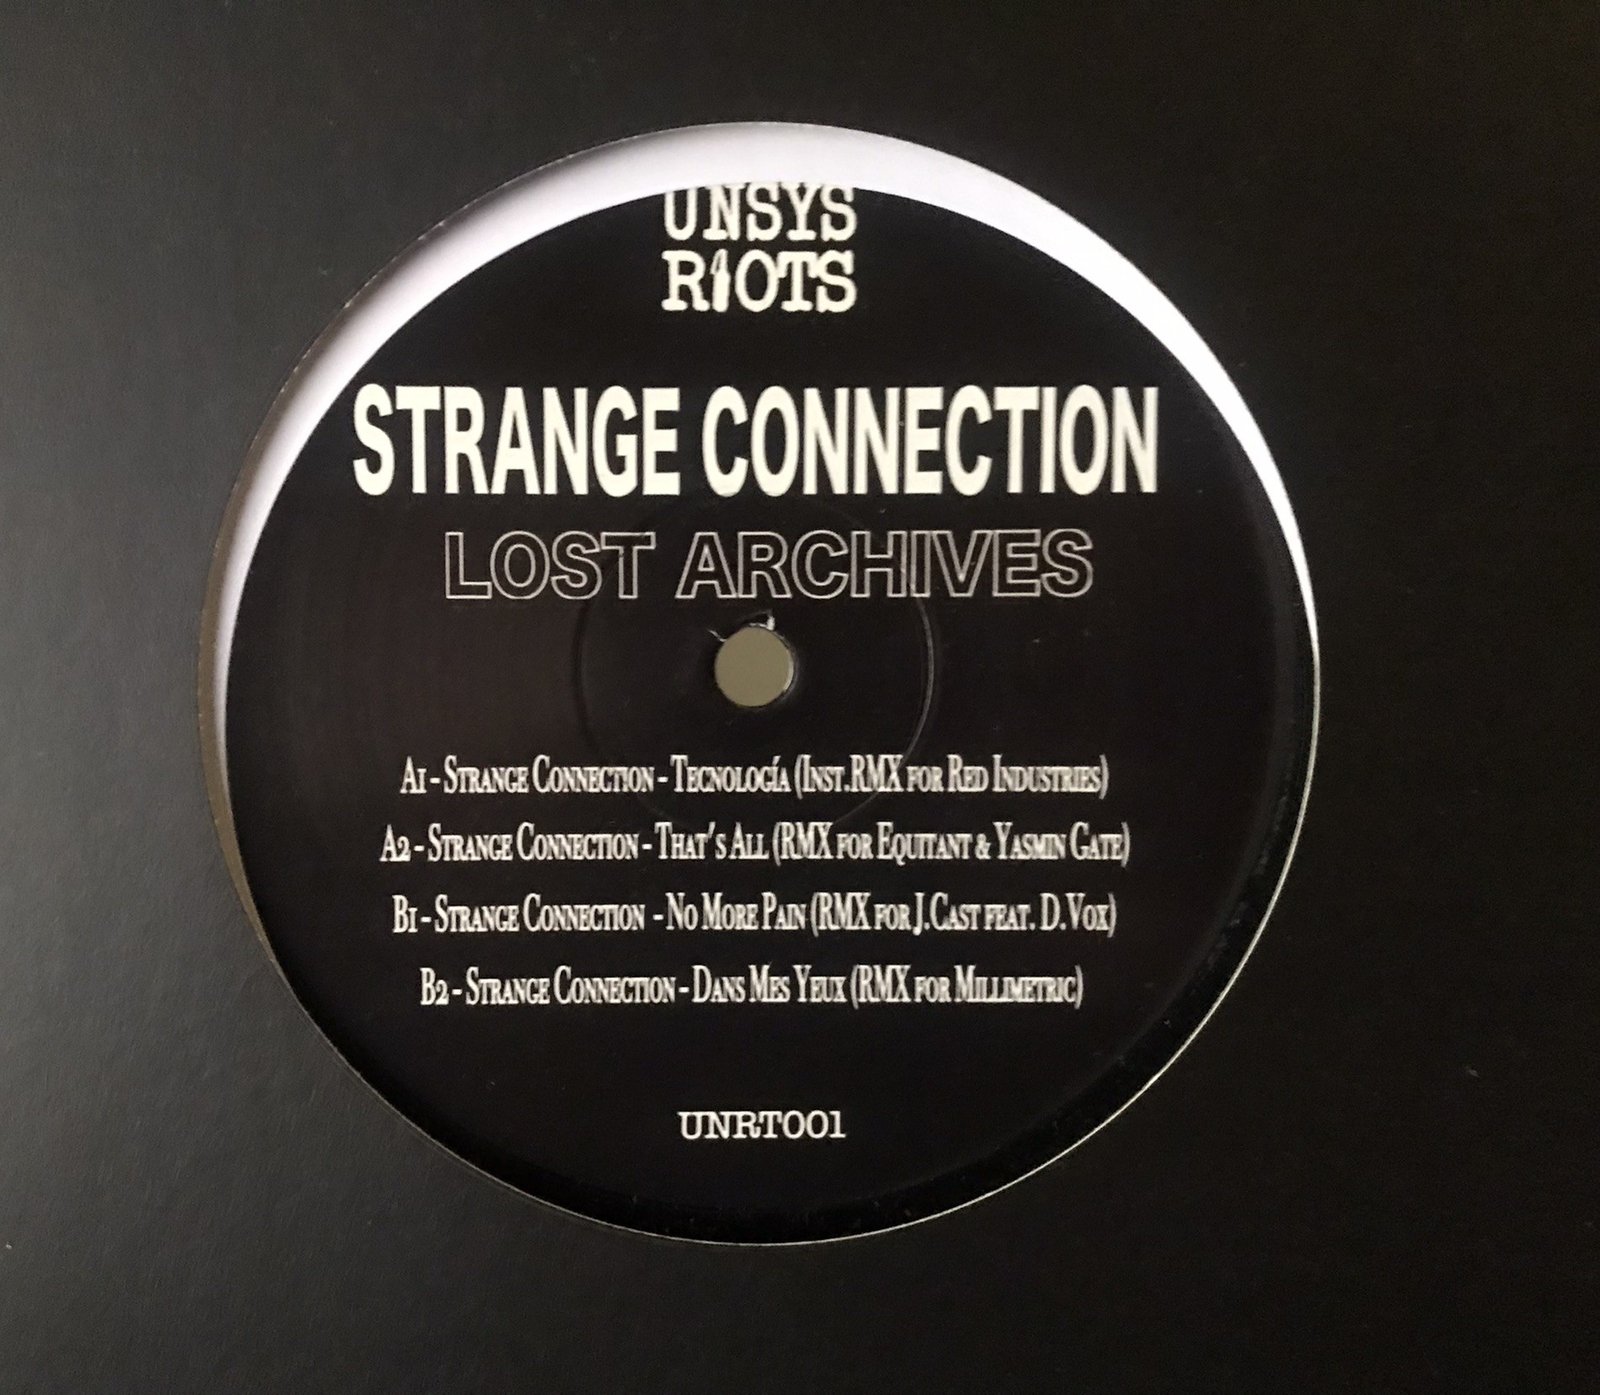 UNSYS
RIOTS
STRANGE CONNECTION
LOST ARCHIVES
A1 - Strange Connection - Tecnología (Inst.RMX for Red Industries)
A2 - Strange Connection - That's All (RMX for Equitant & Yasmin Gate)
B1 - Strange Connection - No More Pain (RMX for J.Cast feat. D.Vox)
B2 - Strange Connection - Dans Mes Yeux (RMX for Millimetric)
UNRT001